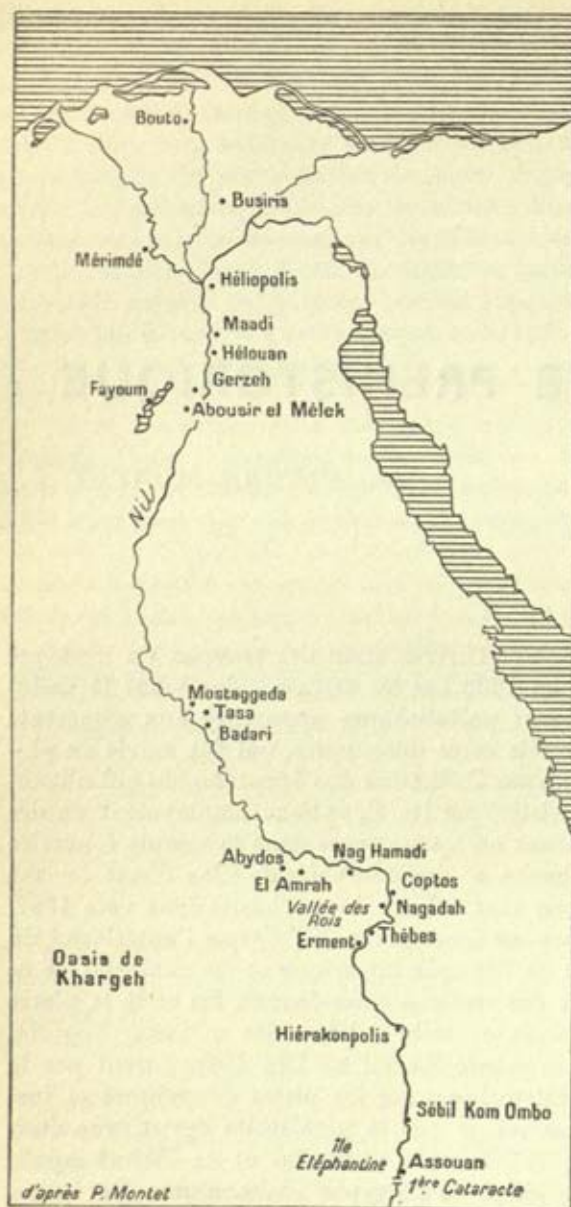 Bouto
Busiris
Mérimdé
Héliopolis
Maadi
Hélouan
Gerzeh
Fayoum
Abousir el Mélek
Nil
Mostaggeda
Tasa
Badari
Abydos
Nag Hamadi
El Amrah
Coptos
Vallée des
Rois
Nagadah
Thèbes
Erment
Oasis de
Khargeh
Hiérakonpolis
Sébil Kom Ombo
Île
Eléphantine
Assouan
1ère Cataracte
d'après P. Montet